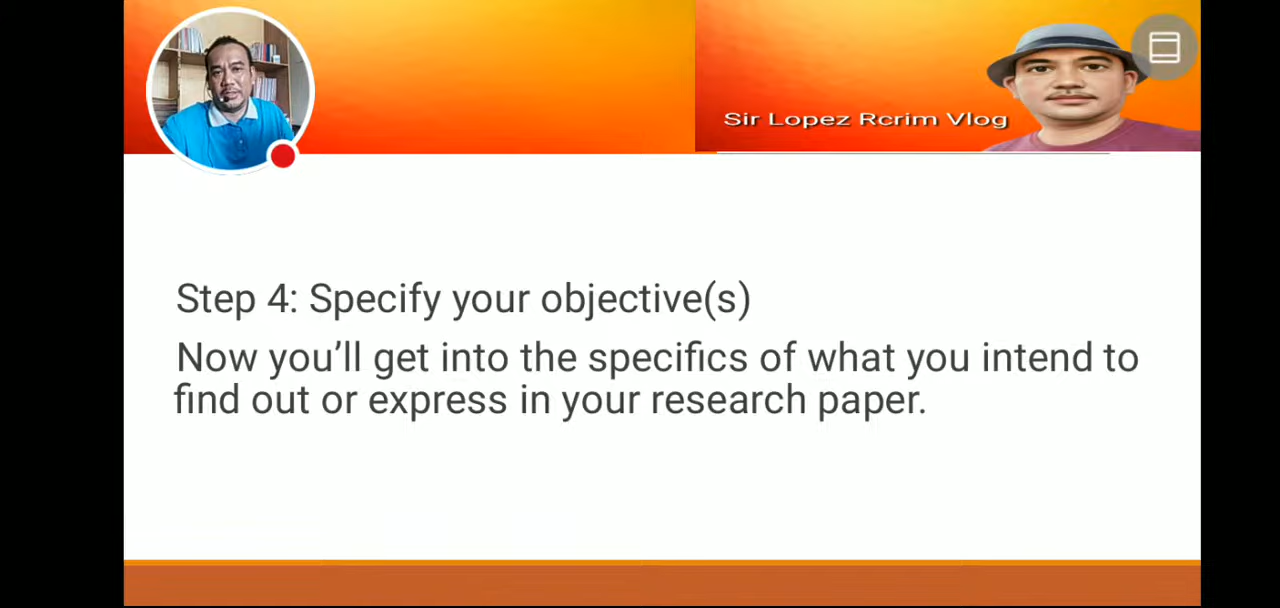 Sir Lopez Rcrim Vlog
Step 4: Specify your objective(s)
Now you’ll get into the specifics of what you intend to
find out or express in your research paper.